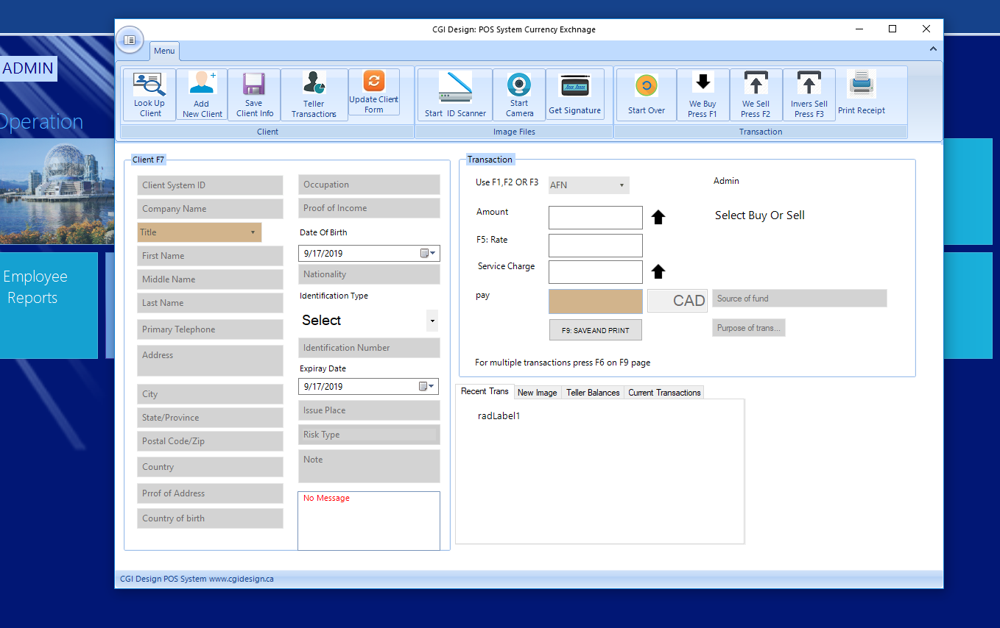 CGI Design: POS System Currency Exchnage
Menu
ADMIN
Operation
Employee
Reports
Look Up
Client
Add
New Client
Save
Client Info
Teller
Transactions
Update Client
Form
Client
Start  ID Scanner
Start
Camera
Get Signature
Image Files
Start Over
We Buy
Press F1
We Sell
Press F2
Invers Sell
Press F3
Print Receipt
Transaction
Client F7
Client System ID
Company Name
Title
First Name
Middle Name
Last Name
Primary Telephone
Address
City
State/Province
Postal Code/Zip
Country
Prrof of Address
Country of birth
Occupation
Proof of Income
Date Of Birth
9/17/2019
Nationality
Identification Type
Select
Identification Number
Expiray Date
9/17/2019
Issue Place
Risk Type
Note
No Message
Transaction
Use F1,F2 OR F3
AFN
Admin
Amount
Select Buy Or Sell
F5: Rate
Service Charge
pay
CAD
Source of fund
F9: SAVE AND PRINT
Purpose of trans...
For multiple transactions press F6 on F9 page
Recent Trans
New Image
Teller Balances
Current Transactions
radLabel1
CGI Design POS System www.cgidesign.ca